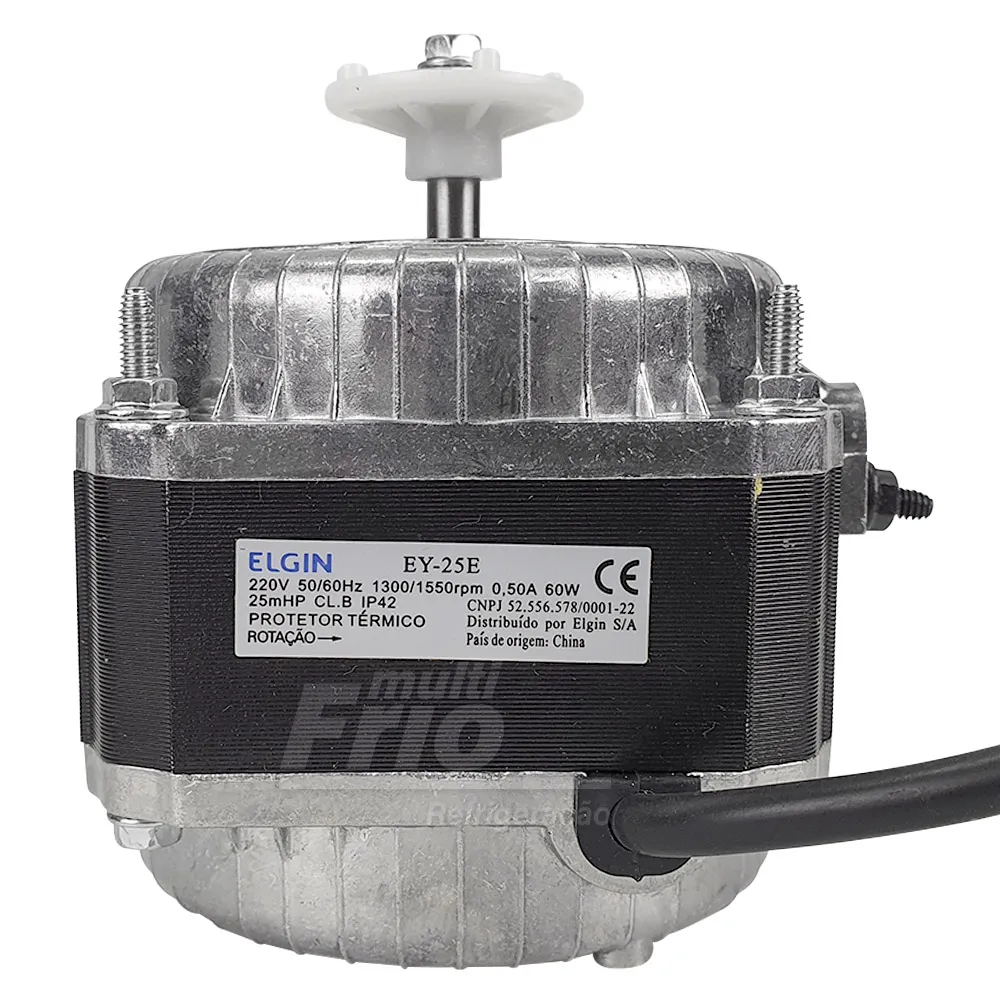 ELGIN EY-25E
220V 50/60Hz 1300/1550rpm 0,50A 60W CE
25mHP CL.B IP42 CNPJ 52.556.578/0001-22
PROTETOR TÉRMICO Distribuído por Elgin S/A
ROTAÇÃO→ País de origem: China
multi
Frio
Refrigeração